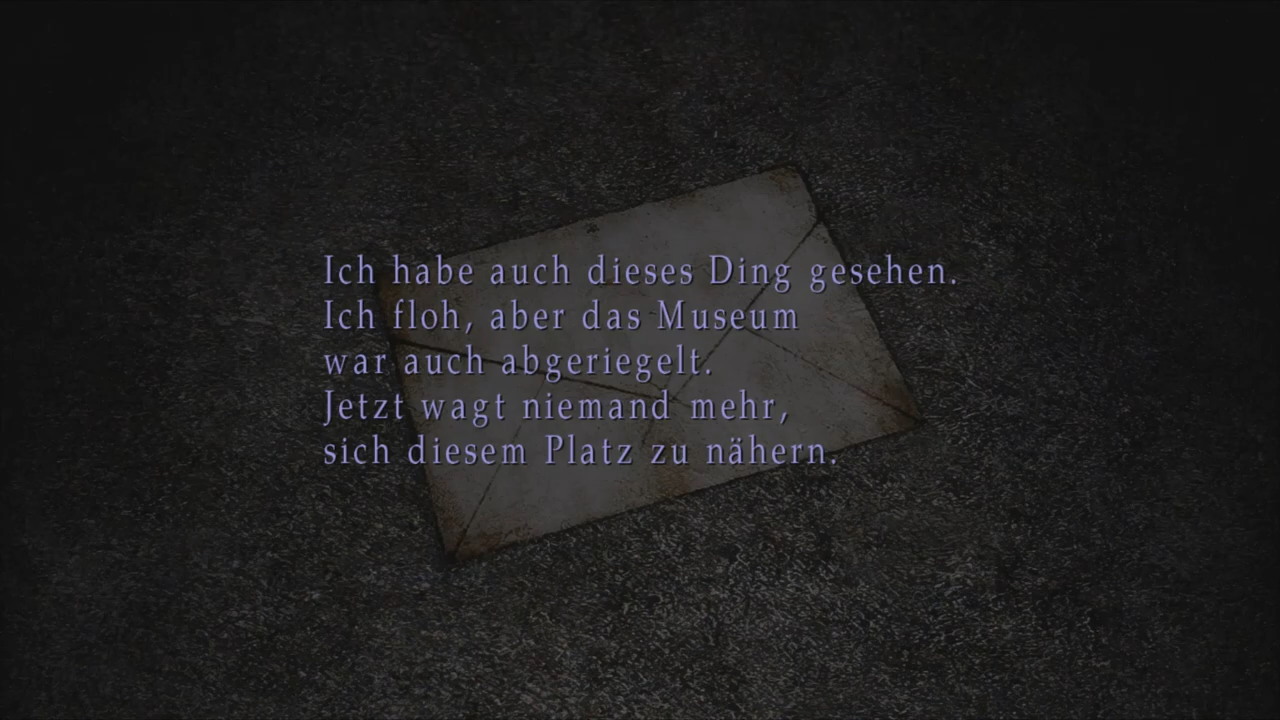 Ich habe auch dieses Ding gesehen.
Ich floh, aber das Museum
war auch abgeriegelt.
Jetzt wagt niemand mehr,
sich diesem Platz zu nähern.